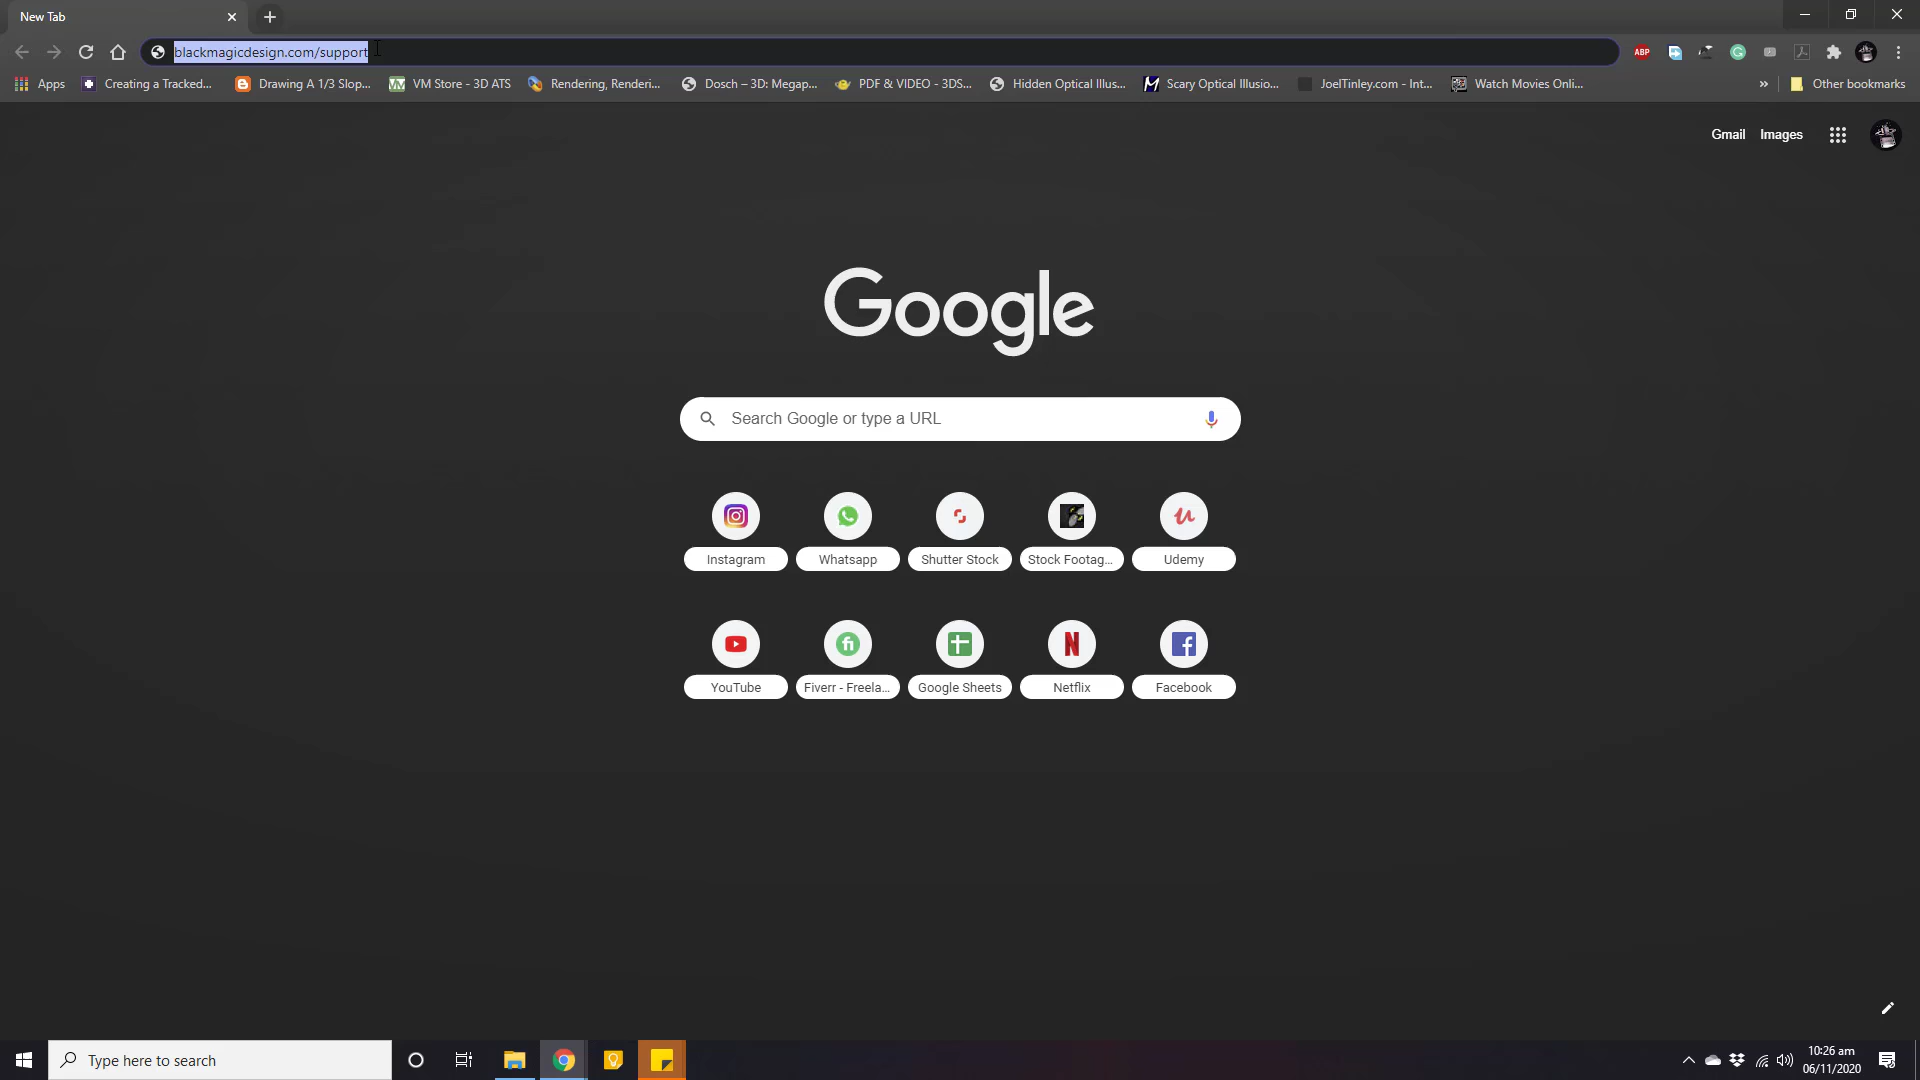 New Tab
blackmagicdesign.com/support
ABP
Apps
Creating a Tracked...
Drawing A 1/3 Slop...
VM Store - 3D ATS
Rendering, Renderi...
Dosch – 3D: Megap...
PDF & VIDEO - 3DS...
Hidden Optical Illus...
Scary Optical Illusio...
JoelTinley.com - Int...
Watch Movies Onli...
»
Other bookmarks
Gmail
Images
Google
Search Google or type a URL
Instagram
Whatsapp
Shutter Stock
Stock Footag...
Udemy
YouTube
Fiverr - Freela...
Google Sheets
Netflix
Facebook
Type here to search
10:26 am
06/11/2020